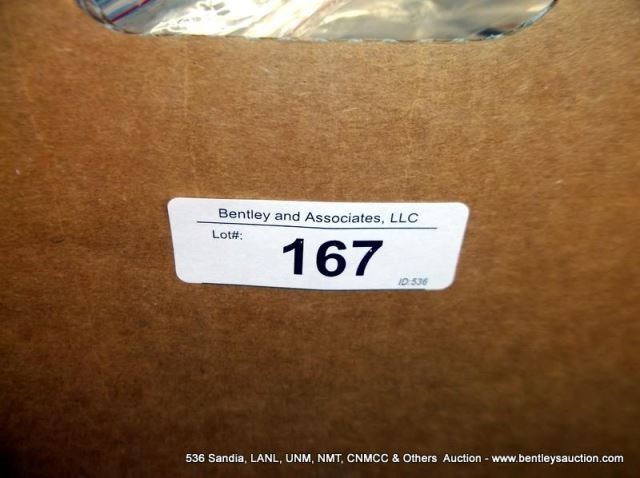 Bentley and Associates, LLC
Lot#:
167
ID:536
536 Sandia, LANL, UNM, NMT, CNMCC & Others Auction - www.bentleysauction.com